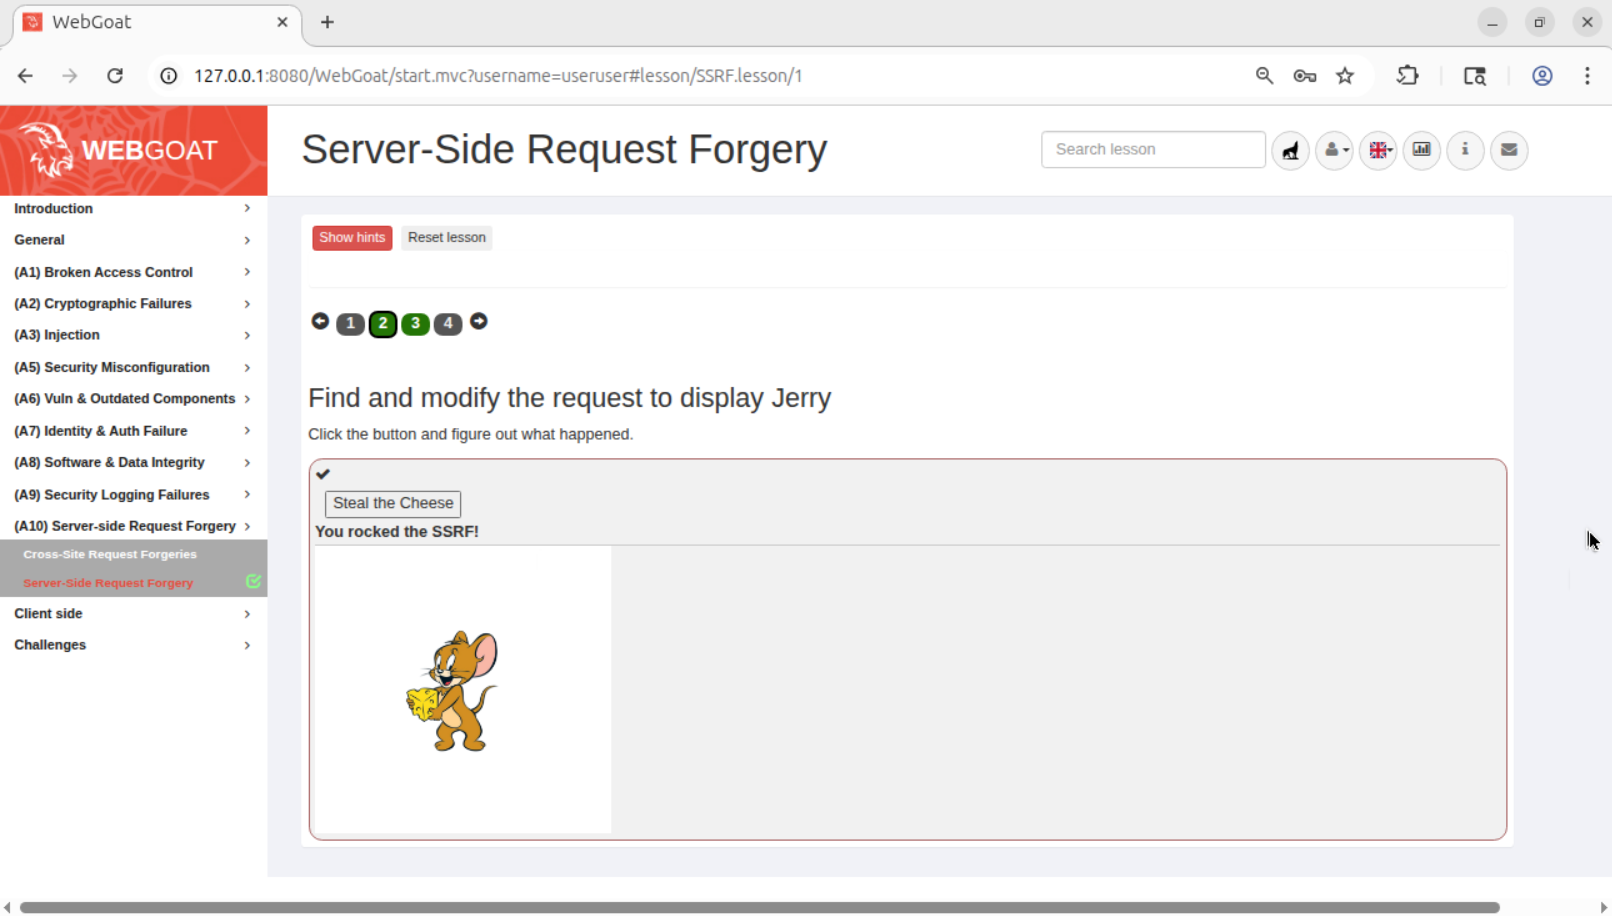 WebGoat
127.0.0.1:8080/WebGoat/start.mvc?username=useruser#lesson/SSRF.lesson/1
WEBGOAT
Server-Side Request Forgery
Search lesson
Introduction
General
(A1) Broken Access Control
(A2) Cryptographic Failures
(A3) Injection
(A5) Security Misconfiguration
(A6) Vuln & Outdated Components
(A7) Identity & Auth Failure
(A8) Software & Data Integrity
(A9) Security Logging Failures
(A10) Server-side Request Forgery
Cross-Site Request Forgeries
Server-Side Request Forgery
Client side
Challenges
Show hints Reset lesson
1 2 3 4
Find and modify the request to display Jerry
Click the button and figure out what happened.
Steal the Cheese
You rocked the SSRF!